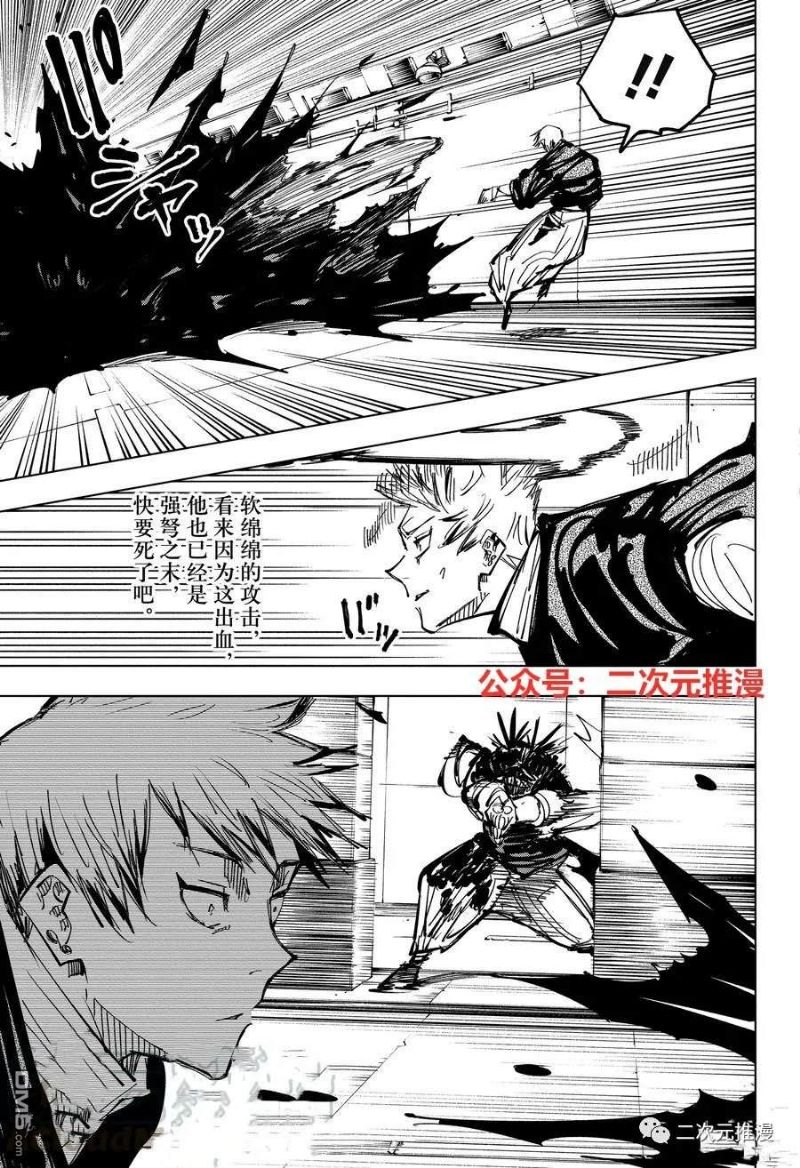 !!
バシャッ
軟绵绵的攻击，
看来因为这出血，
他也已经是
强弩之末，
快要死了吧。
公众号：二次元推漫
二次元推漫